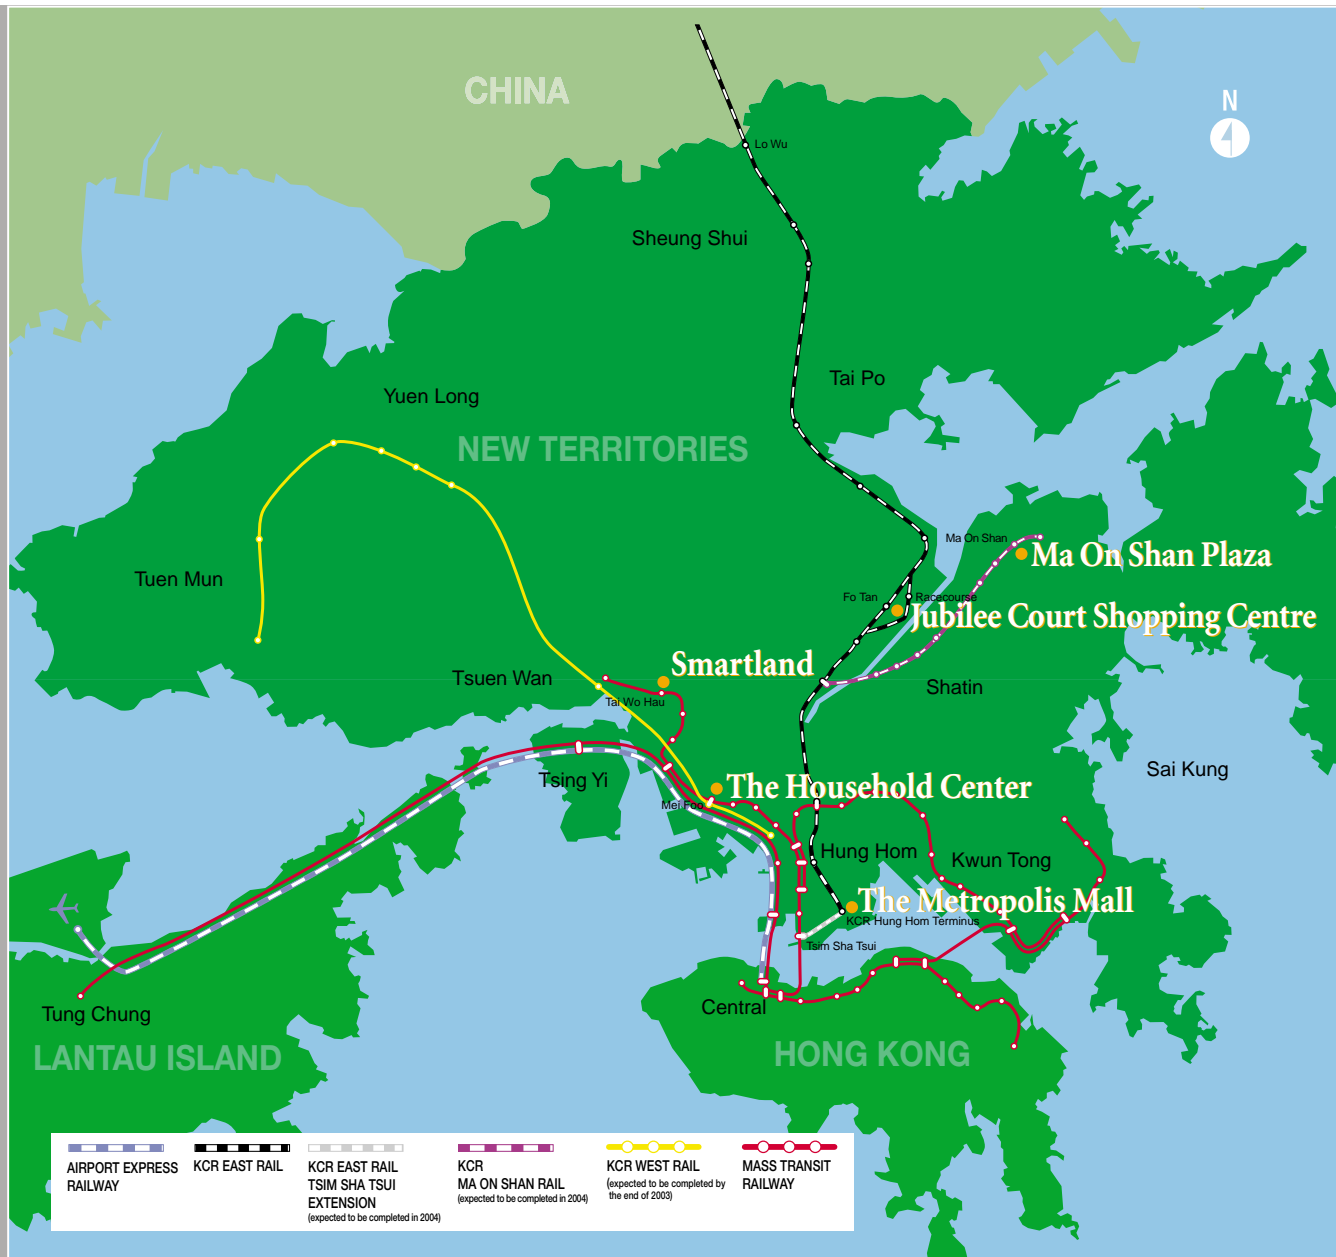 CHINA
N
Lo Wu
Sheung Shui
Tai Po
Yuen Long
NEW TERRITORIES
Ma On Shan
Ma On Shan Plaza
Tuen Mun
Fo Tan
Racecourse
Jubilee Court Shopping Centre
Smartland
Tsuen Wan
Shatin
Tai Wo Hau
Sai Kung
Tsing Yi
The Household Center
Mei Foo
Hung Hom
Kwun Tong
The Metropolis Mall
KCR Hung Hom Terminus
Tsim Sha Tsui
Central
Tung Chung
LANTAU ISLAND
HONG KONG
AIRPORT EXPRESS
RAILWAY
KCR EAST RAIL
KCR EAST RAIL
TSIM SHA TSUI
EXTENSION
(expected to be completed in 2004)
KCR
MA ON SHAN RAIL
(expected to be completed in 2004)
KCR WEST RAIL
(expected to be completed by
the end of 2003)
MASS TRANSIT
RAILWAY